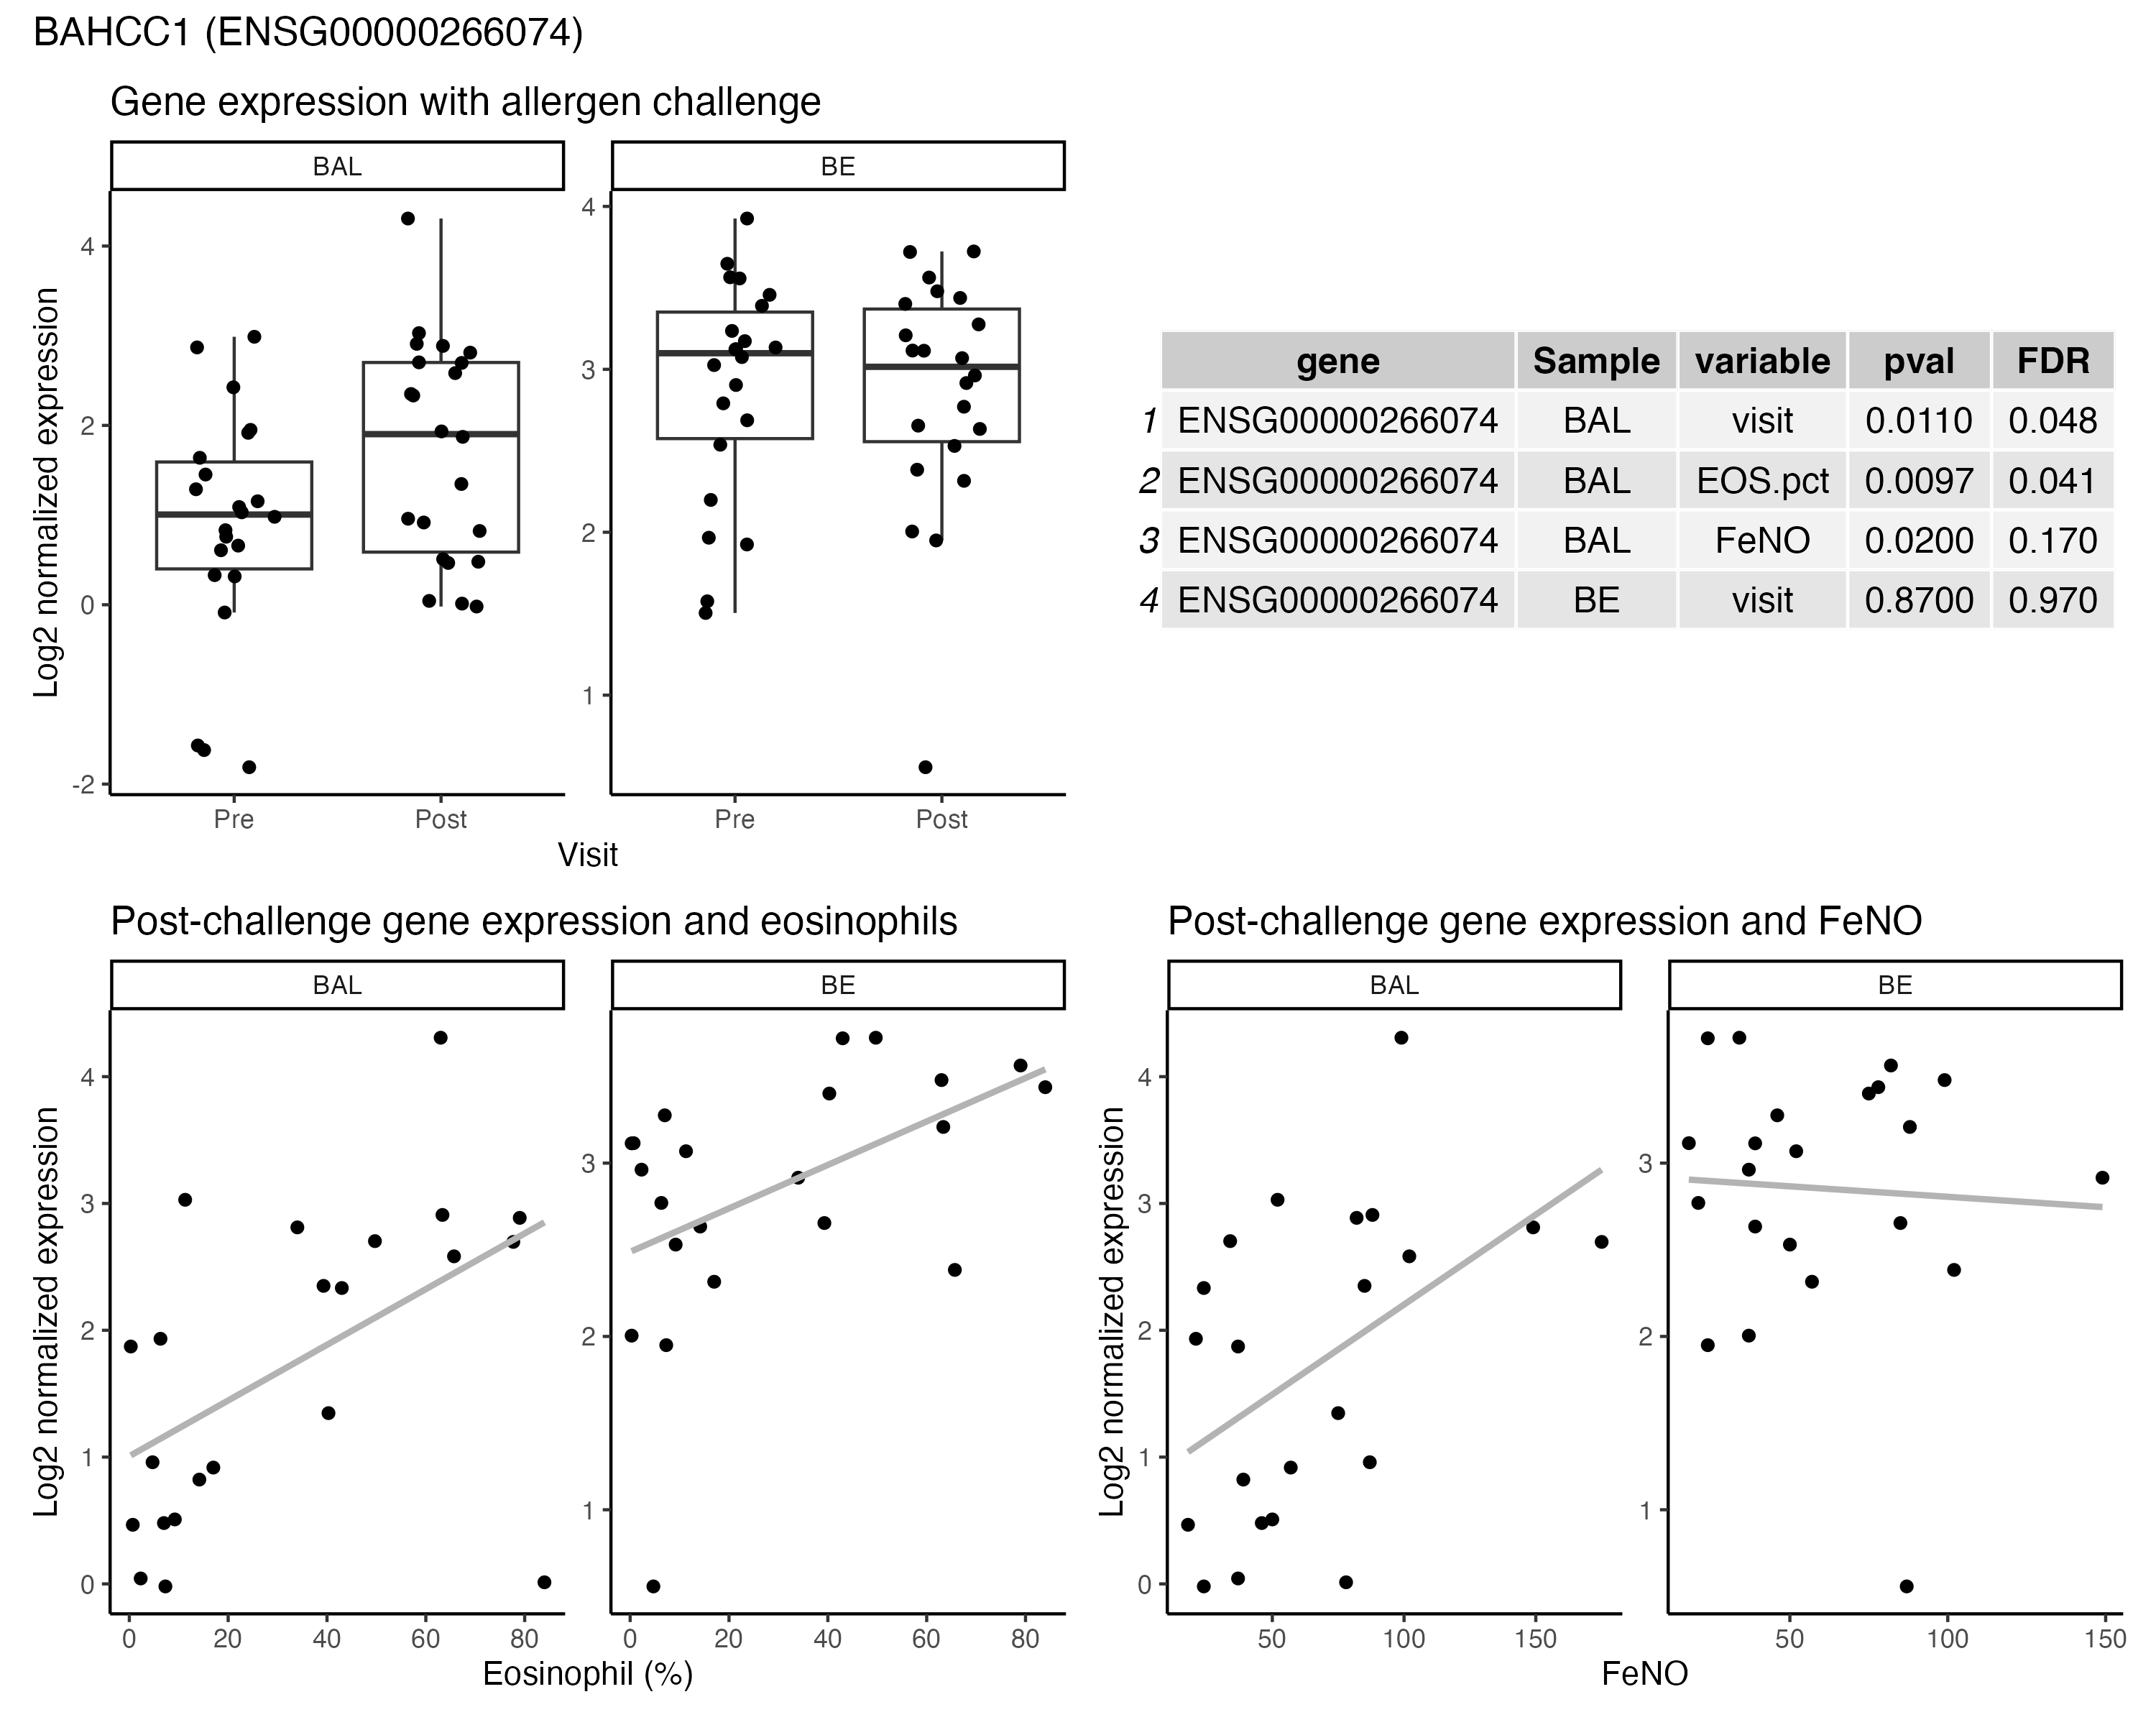 BAHCC1 (ENSG00000266074)
Gene expression with allergen challenge
BAL
BE
Log2 normalized expression
4
2
0
-2
4
3
2
1
Pre
Post
Pre
Post
Visit
gene Sample variable pval FDR
1 ENSG00000266074 BAL visit 0.0110 0.048
2 ENSG00000266074 BAL EOS.pct 0.0097 0.041
3 ENSG00000266074 BAL FeNO 0.0200 0.170
4 ENSG00000266074 BE visit 0.8700 0.970
Post-challenge gene expression and eosinophils
BAL
BE
Log2 normalized expression
4
3
2
1
0
3
2
1
0 20 40 60 80
0 20 40 60 80
Eosinophil (%)
Post-challenge gene expression and FeNO
BAL
BE
Log2 normalized expression
4
3
2
1
0
3
2
1
50 100 150
50 100 150
FeNO